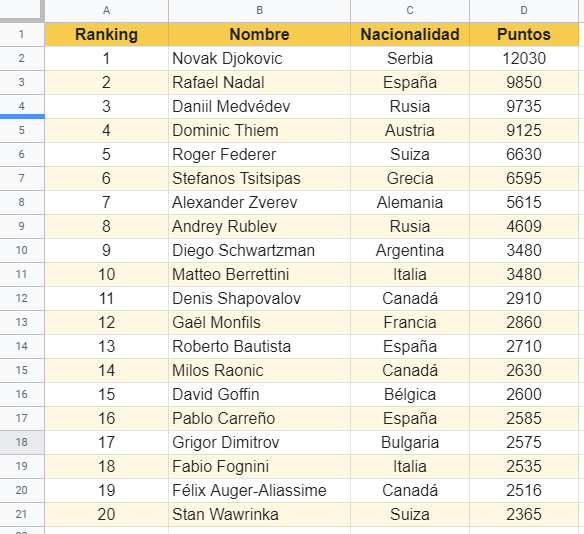 A B C D
1 Ranking Nombre Nacionalidad Puntos
2 1 Novak Djokovic Serbia 12030
3 2 Rafael Nadal España 9850
4 3 Daniil Medvédev Rusia 9735
5 4 Dominic Thiem Austria 9125
6 5 Roger Federer Suiza 6630
7 6 Stefanos Tsitsipas Grecia 6595
8 7 Alexander Zverev Alemania 5615
9 8 Andrey Rublev Rusia 4609
10 9 Diego Schwartzman Argentina 3480
11 10 Matteo Berrettini Italia 3480
12 11 Denis Shapovalov Canadá 2910
13 12 Gaël Monfils Francia 2860
14 13 Roberto Bautista España 2710
15 14 Milos Raonic Canadá 2630
16 15 David Goffin Bélgica 2600
17 16 Pablo Carreño España 2585
18 17 Grigor Dimitrov Bulgaria 2575
19 18 Fabio Fognini Italia 2535
20 19 Félix Auger-Aliassime Canadá 2516
21 20 Stan Wawrinka Suiza 2365